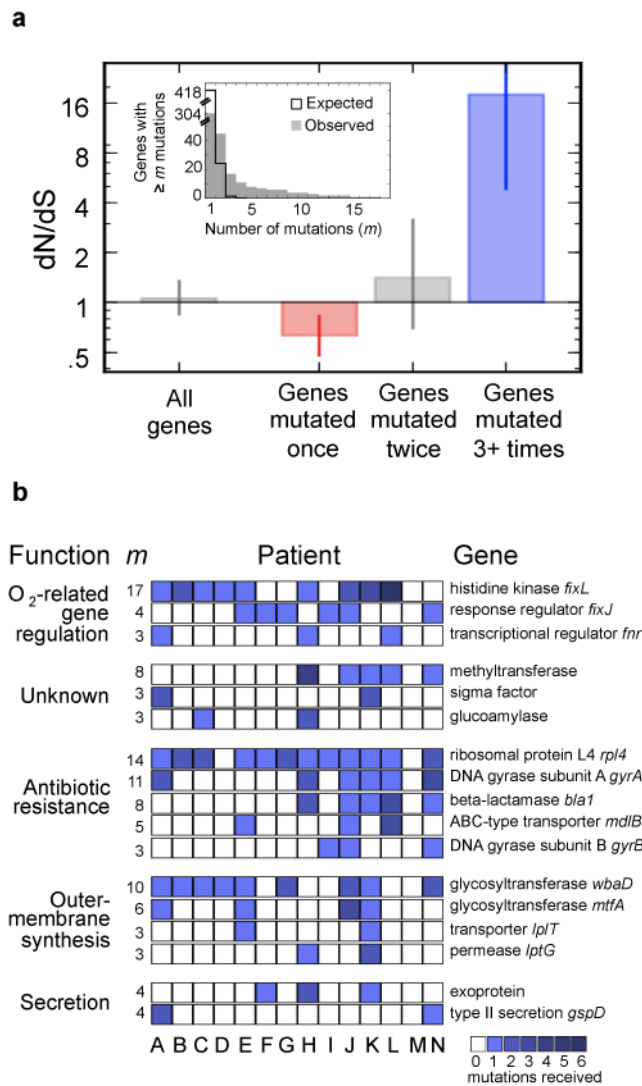 a
dN/dS
16
8
4
2
1
.5
Genes with
≥ m mutations
418
304
40
20
0
1
5
10
15
Number of mutations (m)
Expected
Observed
All
genes
Genes
mutated
once
Genes
mutated
twice
Genes
mutated
3+ times
b
Function m Patient Gene
O2-related
gene
regulation
17 histidine kinase fixL
4 response regulator fixJ
3 transcriptional regulator fnr
Unknown
8 methyltransferase
3 sigma factor
3 glucoamylase
Antibiotic
resistance
14 ribosomal protein L4 rpl4
11 DNA gyrase subunit A gyrA
8 beta-lactamase bla1
5 ABC-type transporter mdlB
3 DNA gyrase subunit B gyrB
Outer-
membrane
synthesis
10 glycosyltransferase wbaD
6 glycosyltransferase mtfA
3 transporter lplT
3 permease lptG
Secretion
4 exoprotein
4 type II secretion gspD
A B C D E F G H I J K L M N
0 1 2 3 4 5 6
mutations received